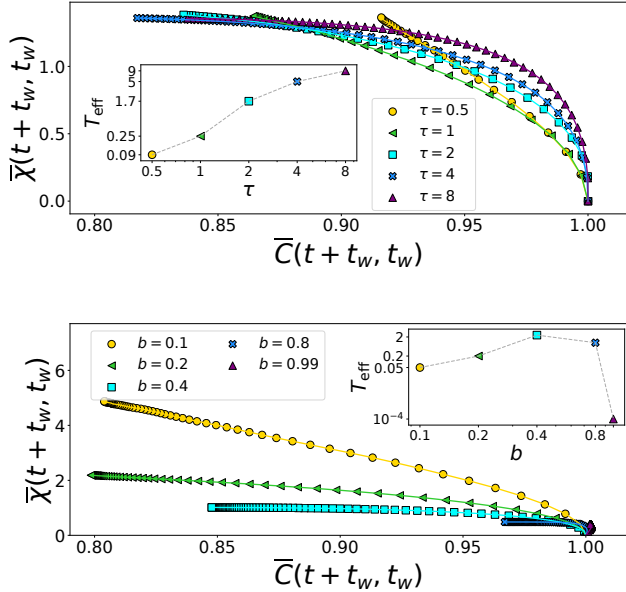 χ̅(t + t_w, t_w)
1.0
0.5
0.0
T_eff
9
5
1.7
0.25
0.09
0.5 1 2 4 8
τ
τ = 0.5
τ = 1
τ = 2
τ = 4
τ = 8
0.80 0.85 0.90 0.95 1.00
C̅(t + t_w, t_w)
χ̅(t + t_w, t_w)
6
4
2
0
b = 0.1
b = 0.2
b = 0.4
b = 0.8
b = 0.99
T_eff
2
0.2
0.05
10⁻⁴
0.1 0.2 0.4 0.8
b
0.80 0.85 0.90 0.95 1.00
C̅(t + t_w, t_w)